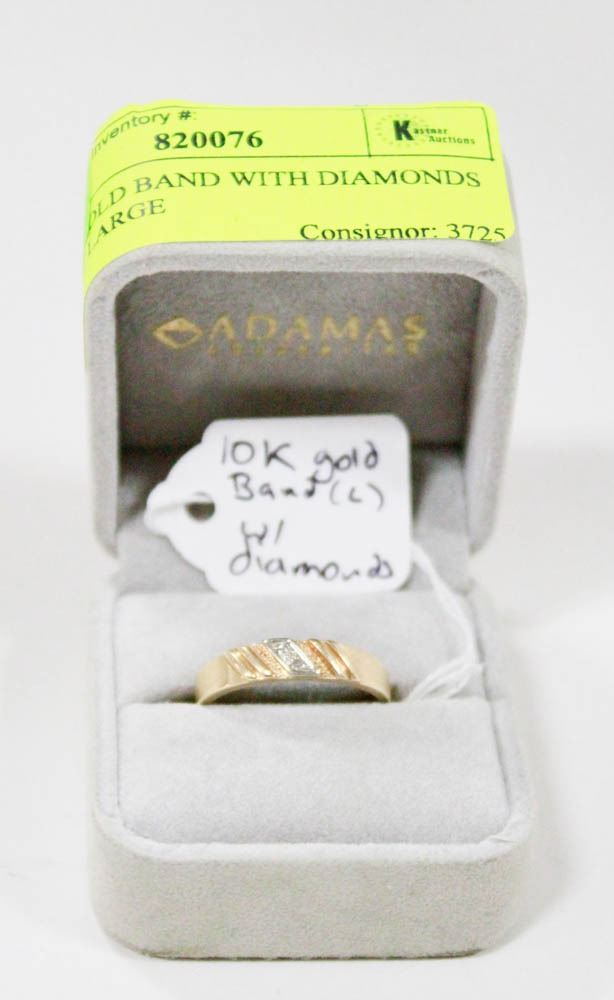 Inventory #:
820076
Kastner
Auctions
OLD BAND WITH DIAMONDS
LARGE
Consignor: 3725
ADAMAS
10K gold
Band (L)
w/
diamonds